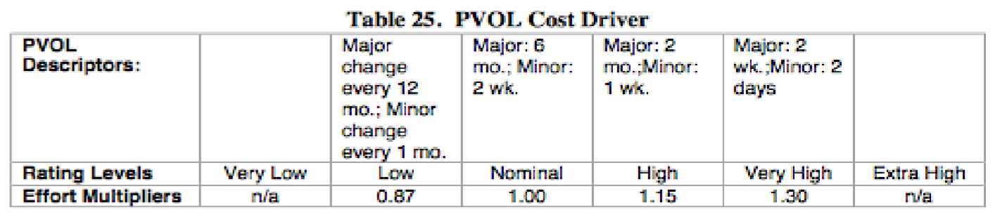 Table 25. PVOL Cost Driver
PVOL Major Major: 6 Major: 2 Major: 2
Descriptors: change mo.; Minor: mo.;Minor: wk.;Minor: 2
every 12 2 wk. 1 wk. days
mo.; Minor
change
every 1 mo.
Rating Levels Very Low Low Nominal High Very High Extra High
Effort Multipliers n/a 0.87 1.00 1.15 1.30 n/a